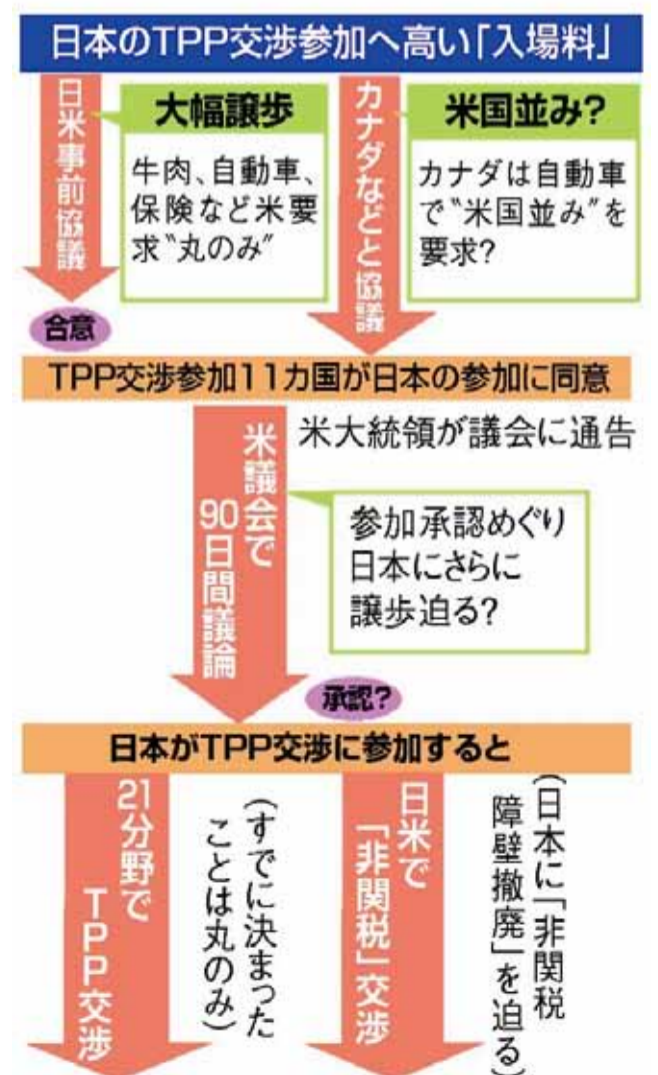 日本のTPP交渉参加へ高い「入場料」
日米事前協議
大幅譲歩
牛肉、自動車、
保険など米要
求〝丸のみ〟
合意
カナダなどと協議
米国並み?
カナダは自動車
で〝米国並み〟を
要求?
TPP交渉参加11カ国が日本の参加に同意
米大統領が議会に通告
米議会で
90日間議論
参加承認めぐり
日本にさらに
譲歩迫る?
承認?
日本がTPP交渉に参加すると
21分野で
TPP交渉
(すでに決まった
ことは丸のみ)
日米で
「非関税」交渉
(日本に「非関税
障壁撤廃」を迫る)